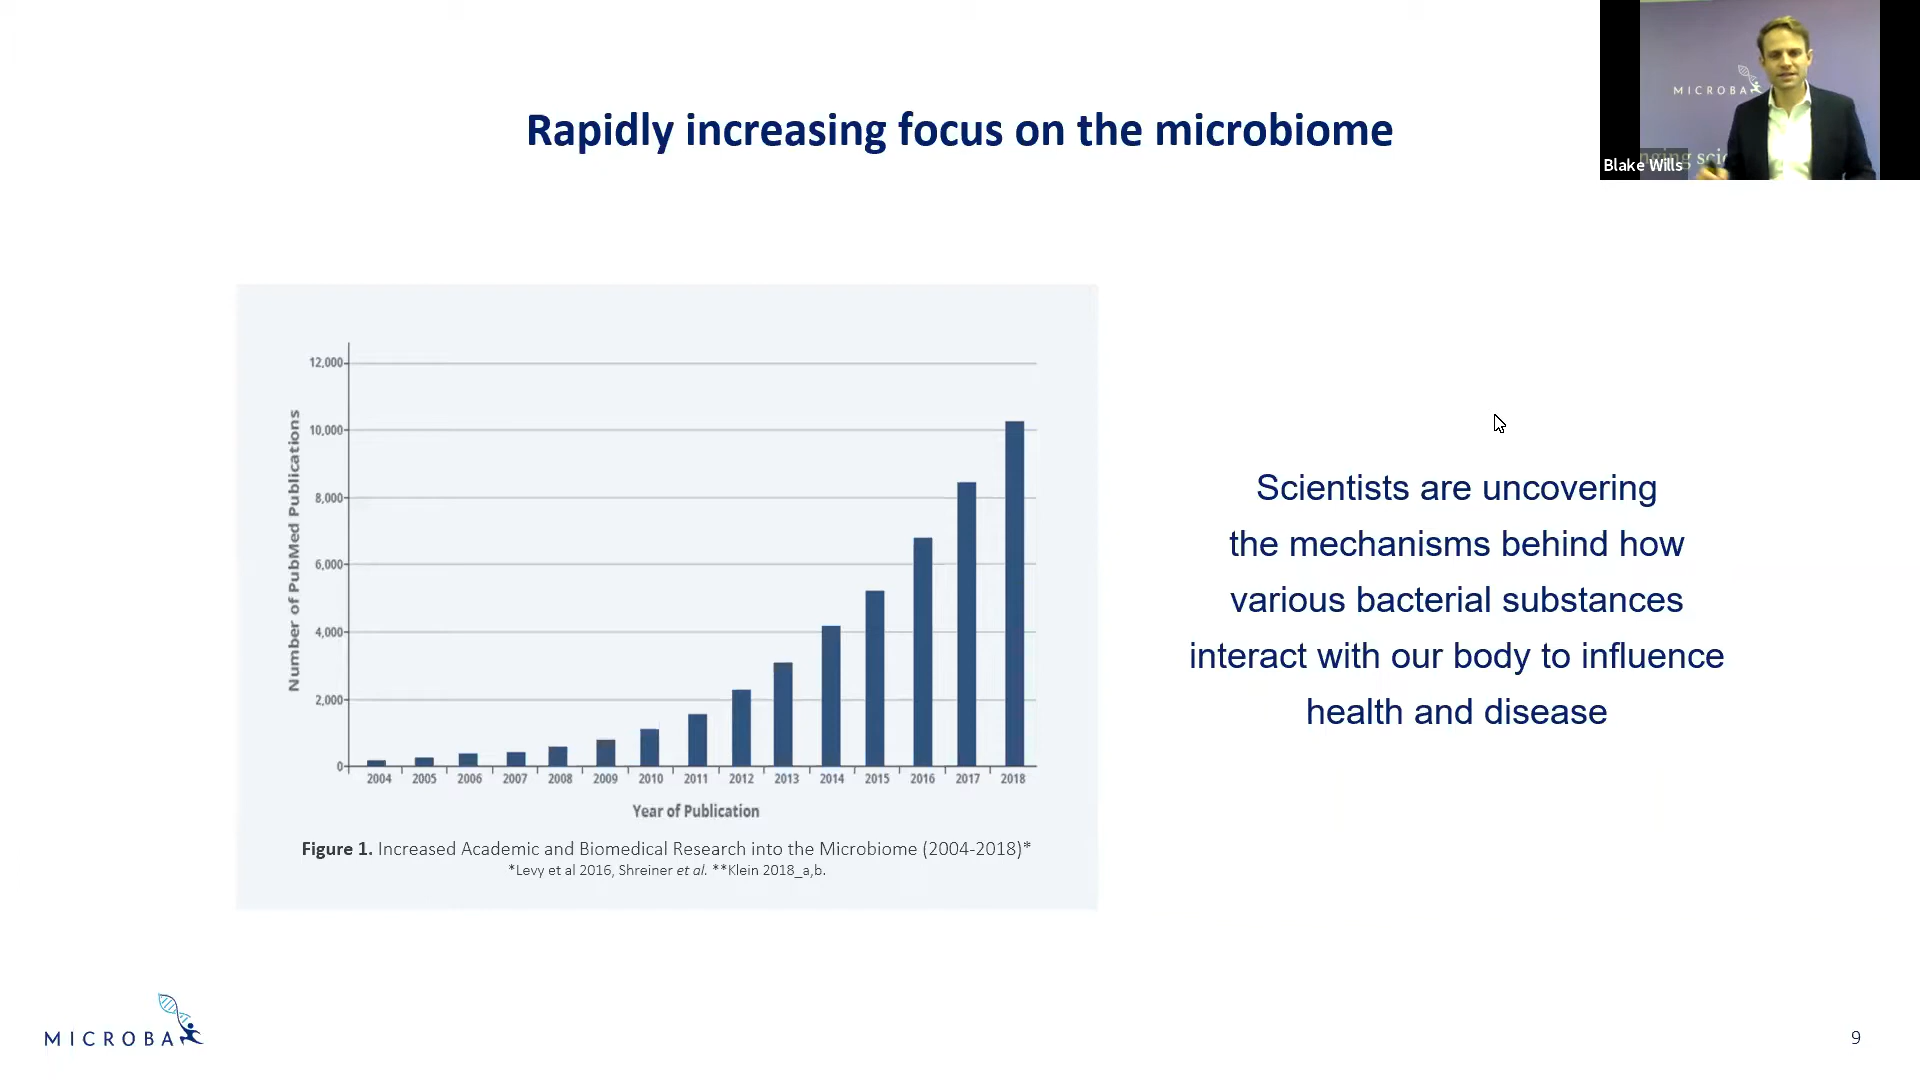 Rapidly increasing focus on the microbiome
MICROBA
Blake Wills
12,000
10,000
8,000
6,000
4,000
2,000
0
Number of PubMed Publications
2004 2005 2006 2007 2008 2009 2010 2011 2012 2013 2014 2015 2016 2017 2018
Year of Publication
Figure 1. Increased Academic and Biomedical Research into the Microbiome (2004-2018)*
*Levy et al 2016, Shreiner et al. **Klein 2018_a,b.
Scientists are uncovering
the mechanisms behind how
various bacterial substances
interact with our body to influence
health and disease
MICROBA
9